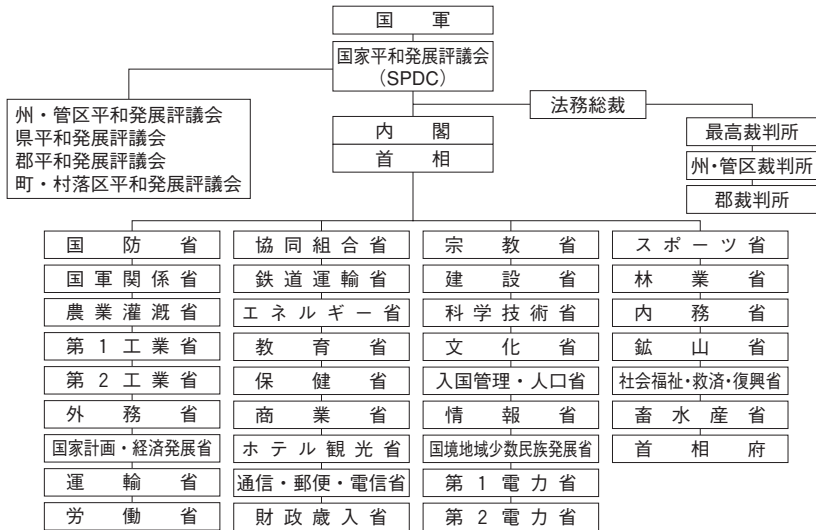 国軍
国家平和発展評議会
（SPDC）
州・管区平和発展評議会
県平和発展評議会
郡平和発展評議会
町・村落区平和発展評議会
法務総裁
内閣
首相
最高裁判所
州・管区裁判所
郡裁判所
国防省
国軍関係省
農業灌漑省
第1工業省
第2工業省
外務省
国家計画・経済発展省
運輸省
労働省
協同組合省
鉄道運輸省
エネルギー省
教育省
保健省
商業省
ホテル観光省
通信・郵便・電信省
財政歳入省
宗教省
建設省
科学技術省
文化省
入国管理・人口省
情報省
国境地域少数民族発展省
第1電力省
第2電力省
スポーツ省
林業省
内務省
鉱山省
社会福祉・救済・復興省
畜水産省
首相府